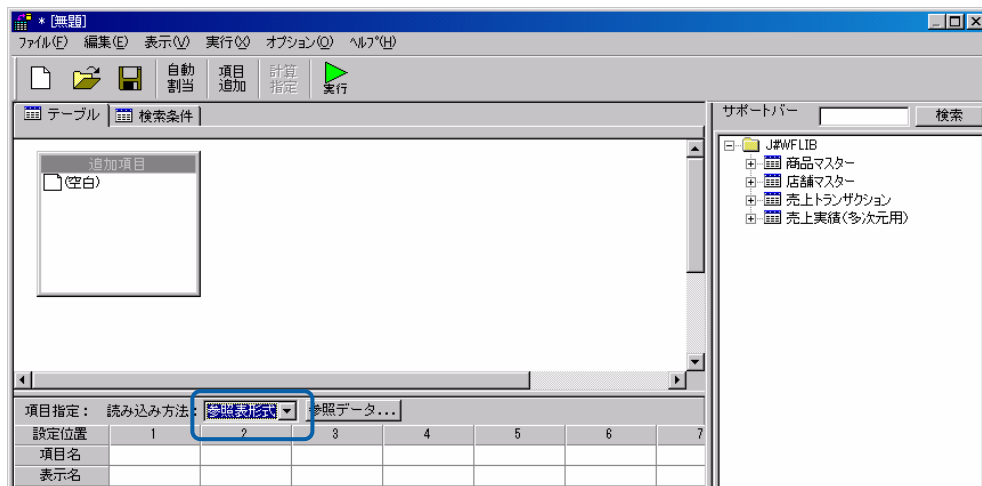 * [無題]
ファイル(F) 編集(E) 表示(V) 実行(X) オプション(O) ヘルプ(H)
自動割当 項目追加 計算指定 実行
テーブル 検索条件
サポートバー 検索
追加項目
(空白)
J#WFLIB
商品マスター
店舗マスター
売上トランザクション
売上実績(多次元用)
項目指定： 読み込み方法： 参照表形式 参照データ...
設定位置 1 2 3 4 5 6 7
項目名
表示名